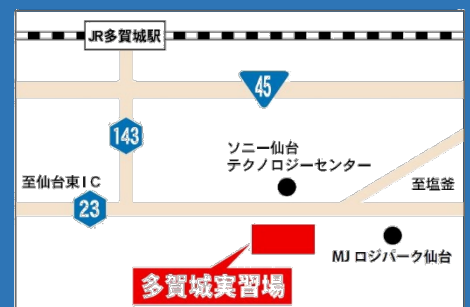 JR多賀城駅
45
143
ソニー仙台
テクノロジーセンター
至仙台東IC
至塩釜
23
MJ ロジパーク仙台
多賀城実習場